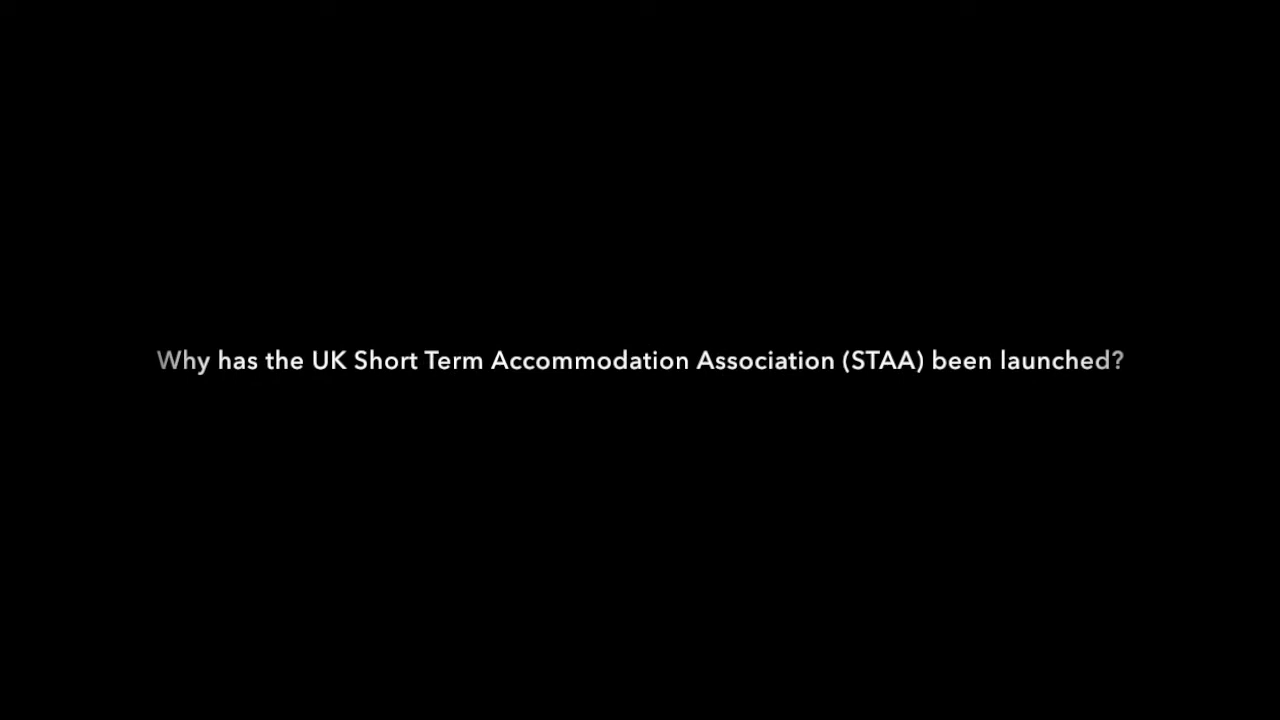 Why has the UK Short Term Accommodation Association (STAA) been launched?